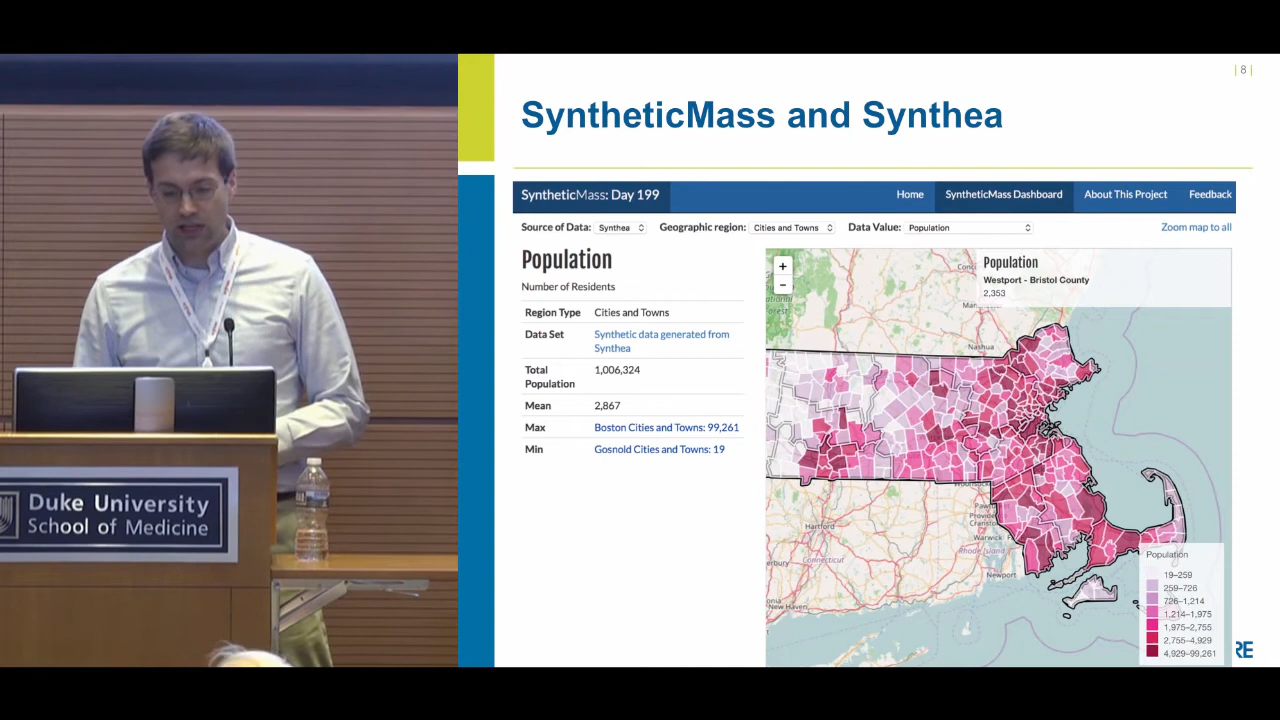 | 8 |
SyntheticMass and Synthea
SyntheticMass: Day 199
Home
SyntheticMass Dashboard
About This Project
Feedback
Source of Data: Synthea
Geographic region: Cities and Towns
Data Value: Population
Zoom map to all
Population
Number of Residents
Region Type Cities and Towns
Data Set Synthetic data generated from
Synthea
Total 1,006,324
Population
Mean 2,867
Max Boston Cities and Towns: 99,261
Min Gosnold Cities and Towns: 19
+
−
Population
Westport - Bristol County
2,353
Nashua
Hartford
Connecticut
Rhode Island
Warwick
Newport
New Haven
Population
19–259
259–726
726–1,214
1,214–1,975
1,975–2,755
2,755–4,929
4,929–99,261
RE
Duke University
School of Medicine